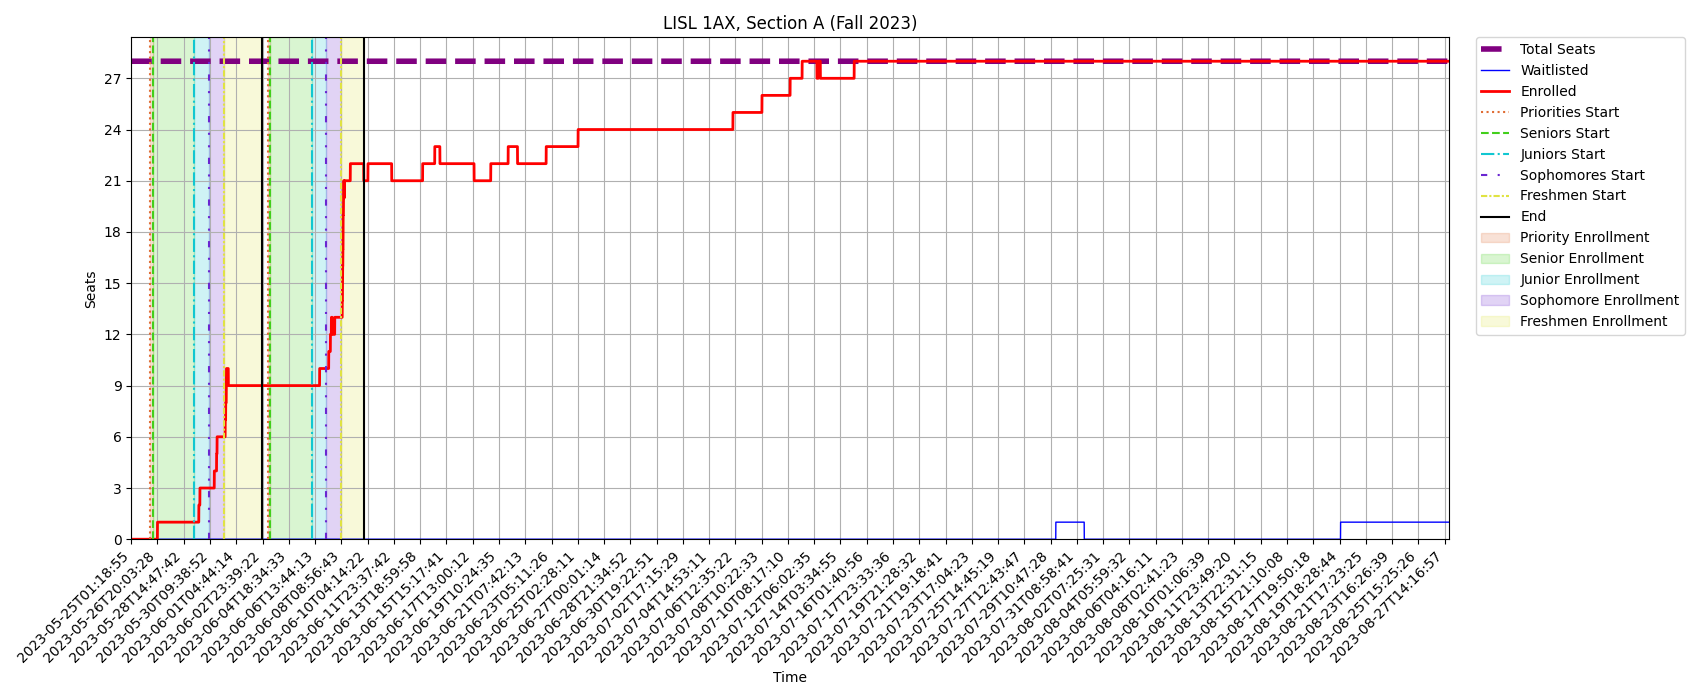 LISL 1AX, Section A (Fall 2023)
Total Seats
Waitlisted
Enrolled
Priorities Start
Seniors Start
Juniors Start
Sophomores Start
Freshmen Start
End
Priority Enrollment
Senior Enrollment
Junior Enrollment
Sophomore Enrollment
Freshmen Enrollment
Seats
27
24
21
18
15
12
9
6
3
0
2023-05-25T01:18:55
2023-05-26T20:03:28
2023-05-28T14:47:42
2023-05-30T09:38:52
2023-06-01T04:44:14
2023-06-02T23:39:22
2023-06-04T18:34:33
2023-06-06T13:44:13
2023-06-08T08:56:43
2023-06-10T04:14:22
2023-06-11T23:37:42
2023-06-13T18:59:58
2023-06-15T15:17:41
2023-06-17T13:00:12
2023-06-19T10:24:35
2023-06-21T07:42:13
2023-06-23T05:11:26
2023-06-25T02:28:11
2023-06-27T00:01:14
2023-06-28T21:34:52
2023-06-30T19:22:51
2023-07-02T17:15:29
2023-07-04T14:53:11
2023-07-06T12:35:22
2023-07-08T10:22:33
2023-07-10T08:17:10
2023-07-12T06:02:35
2023-07-14T03:34:55
2023-07-16T01:40:56
2023-07-17T23:33:36
2023-07-19T21:28:32
2023-07-21T19:18:41
2023-07-23T17:04:23
2023-07-25T14:45:19
2023-07-27T12:43:47
2023-07-29T10:47:28
2023-07-31T08:58:41
2023-08-02T07:25:31
2023-08-04T05:59:32
2023-08-06T04:16:11
2023-08-08T02:41:23
2023-08-10T01:06:39
2023-08-11T23:49:20
2023-08-13T22:31:15
2023-08-15T21:10:08
2023-08-17T19:50:18
2023-08-19T18:28:44
2023-08-21T17:23:25
2023-08-23T16:26:39
2023-08-25T15:25:26
2023-08-27T14:16:57
Time